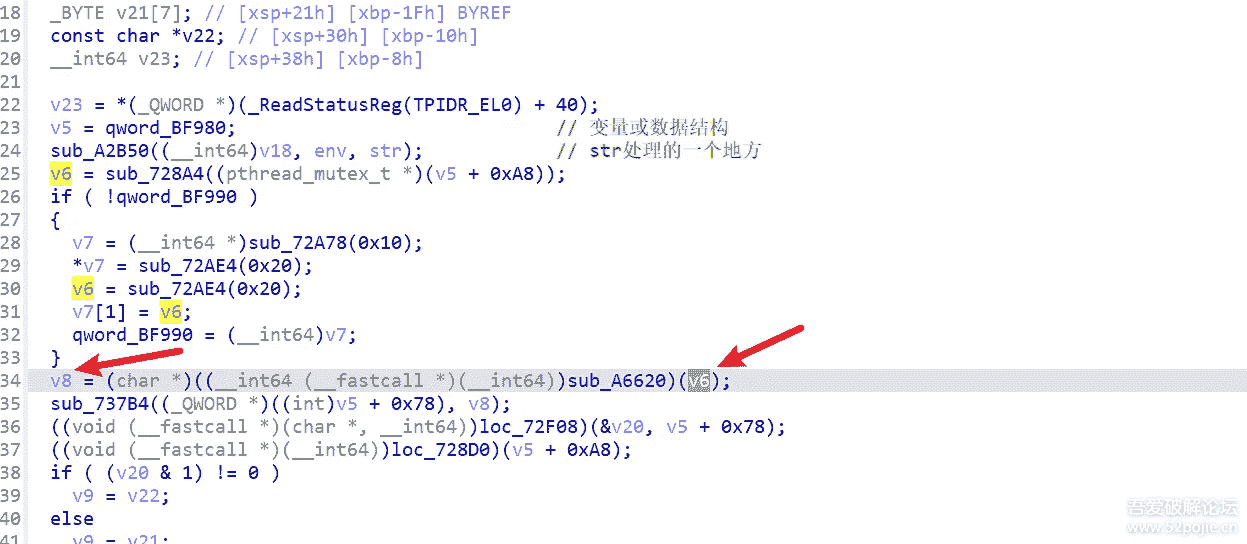 18 _BYTE v21[7]; // [xsp+21h] [xbp-1Fh] BYREF
19 const char *v22; // [xsp+30h] [xbp-10h]
20 __int64 v23; // [xsp+38h] [xbp-8h]
21
22 v23 = *(_QWORD *)(_ReadStatusReg(TPIDR_EL0) + 40);
23 v5 = qword_BF980; // 变量或数据结构
24 sub_A2B50((__int64)v18, env, str); // str处理的一个地方
25 v6 = sub_728A4((pthread_mutex_t *)(v5 + 0xA8));
26 if ( !qword_BF990 )
27 {
28 v7 = (__int64 *)sub_72A78(0x10);
29 *v7 = sub_72AE4(0x20);
30 v6 = sub_72AE4(0x20);
31 v7[1] = v6;
32 qword_BF990 = (__int64)v7;
33 }
34 v8 = (char *)((__int64 (__fastcall *)(__int64))sub_A6620)(v6);
35 sub_737B4((_QWORD *)((int)v5 + 0x78), v8);
36 ((void (__fastcall *)(char *, __int64))loc_72F08)(&v20, v5 + 0x78);
37 ((void (__fastcall *)(__int64))loc_728D0)(v5 + 0xA8);
38 if ( (v20 & 1) != 0 )
39 v9 = v22;
40 else
41 v9 = v21;
吾爱破解论坛
www.52pojie.cn